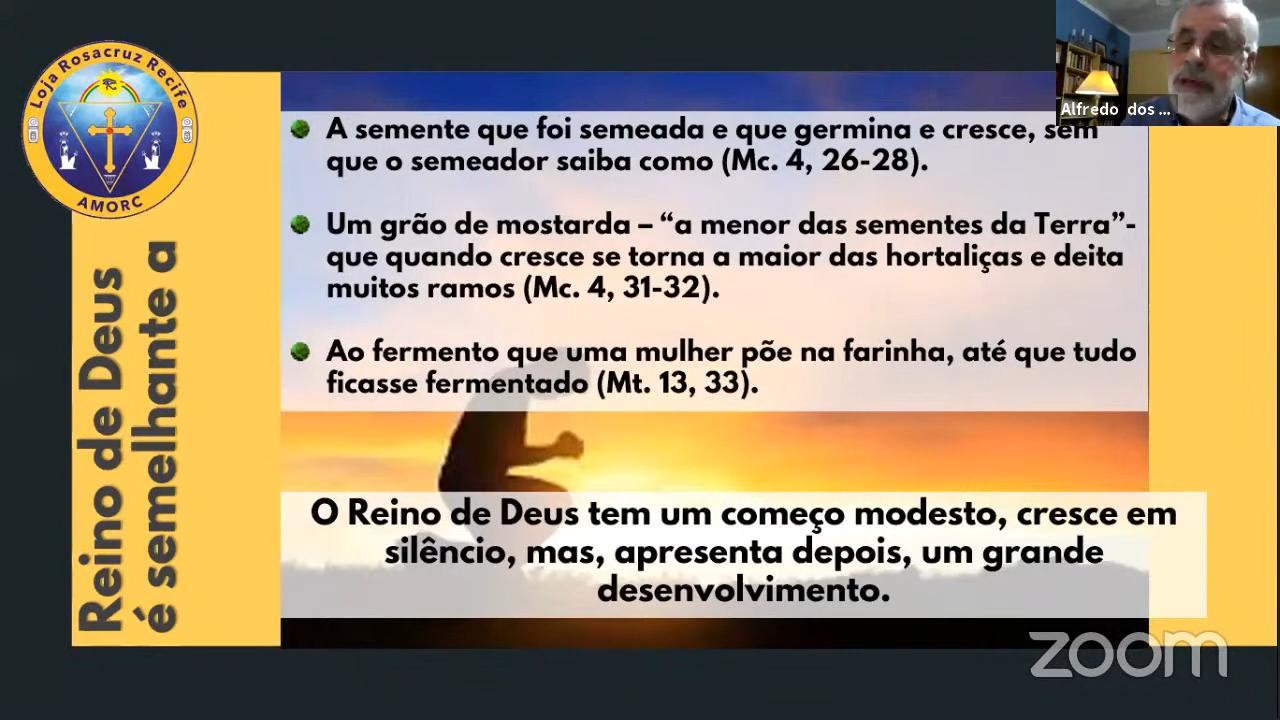 Loja Rosacruz Recife
AMORC
Reino de Deus
é semelhante a
A semente que foi semeada e que germina e cresce, sem
que o semeador saiba como (Mc. 4, 26-28).
Um grão de mostarda – “a menor das sementes da Terra”-
que quando cresce se torna a maior das hortaliças e deita
muitos ramos (Mc. 4, 31-32).
Ao fermento que uma mulher põe na farinha, até que tudo
ficasse fermentado (Mt. 13, 33).
O Reino de Deus tem um começo modesto, cresce em
silêncio, mas, apresenta depois, um grande
desenvolvimento.
Alfredo dos ...
zoom